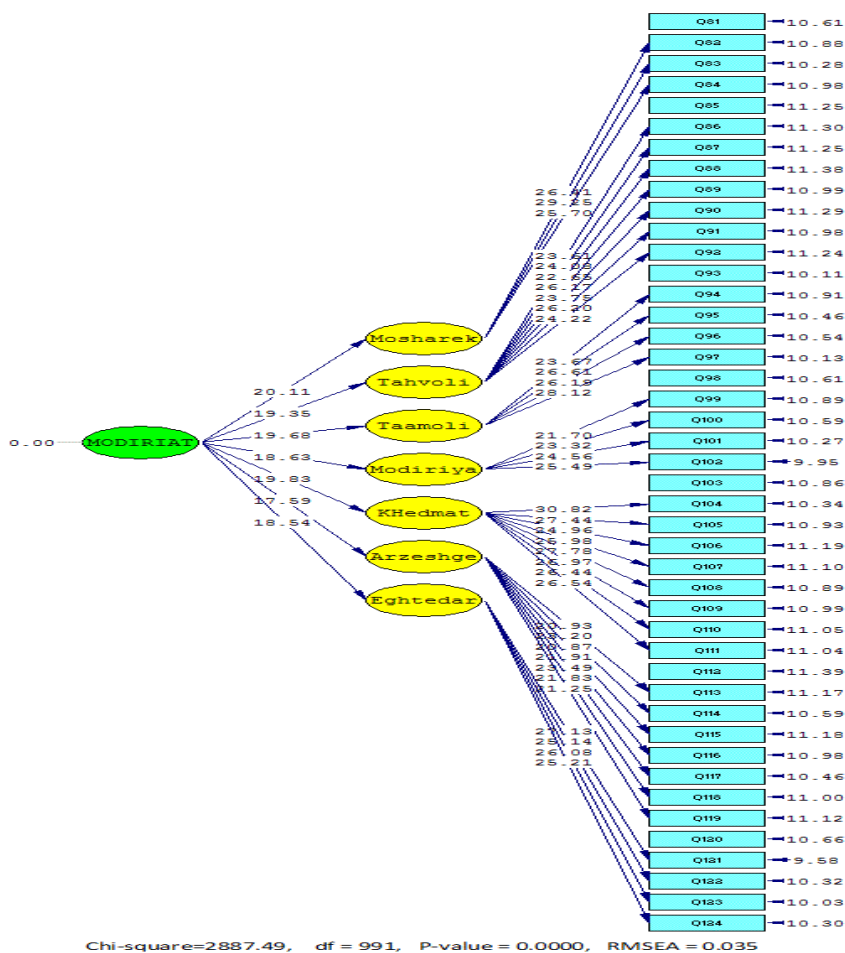 0.00
MODIRIAT
20.11
19.35
19.68
18.63
19.83
17.59
18.54
Mosharek
Tahvoli
Taamoli
Modiriya
KHedmat
Arzeshge
Eghtedar
26.41
29.25
25.70
24.08
26.17
23.75
24.22
23.67
26.61
26.19
28.12
21.70
23.32
24.56
25.49
30.82
27.44
24.96
25.98
27.78
26.44
26.54
20.93
20.87
23.49
21.83
25.14
26.08
25.21
Q81 10.61
Q82 10.88
Q83 10.28
Q84 10.98
Q85 11.25
Q86 11.30
Q87 11.25
Q88 11.38
Q89 10.99
Q90 11.29
Q91 10.98
Q92 11.24
Q93 10.11
Q94 10.91
Q95 10.46
Q96 10.54
Q97 10.13
Q98 10.61
Q99 10.89
Q100 10.59
Q101 10.27
Q102 9.95
Q103 10.86
Q104 10.34
Q105 10.93
Q106 11.19
Q107 11.10
Q108 10.89
Q109 10.99
Q110 11.05
Q111 11.04
Q112 11.39
Q113 11.17
Q114 10.59
Q115 11.18
Q116 10.98
Q117 10.46
Q118 11.00
Q119 11.12
Q120 10.66
Q121 9.58
Q122 10.32
Q123 10.03
Q124 10.30
Chi-square=2887.49, df = 991, P-value = 0.0000, RMSEA = 0.035